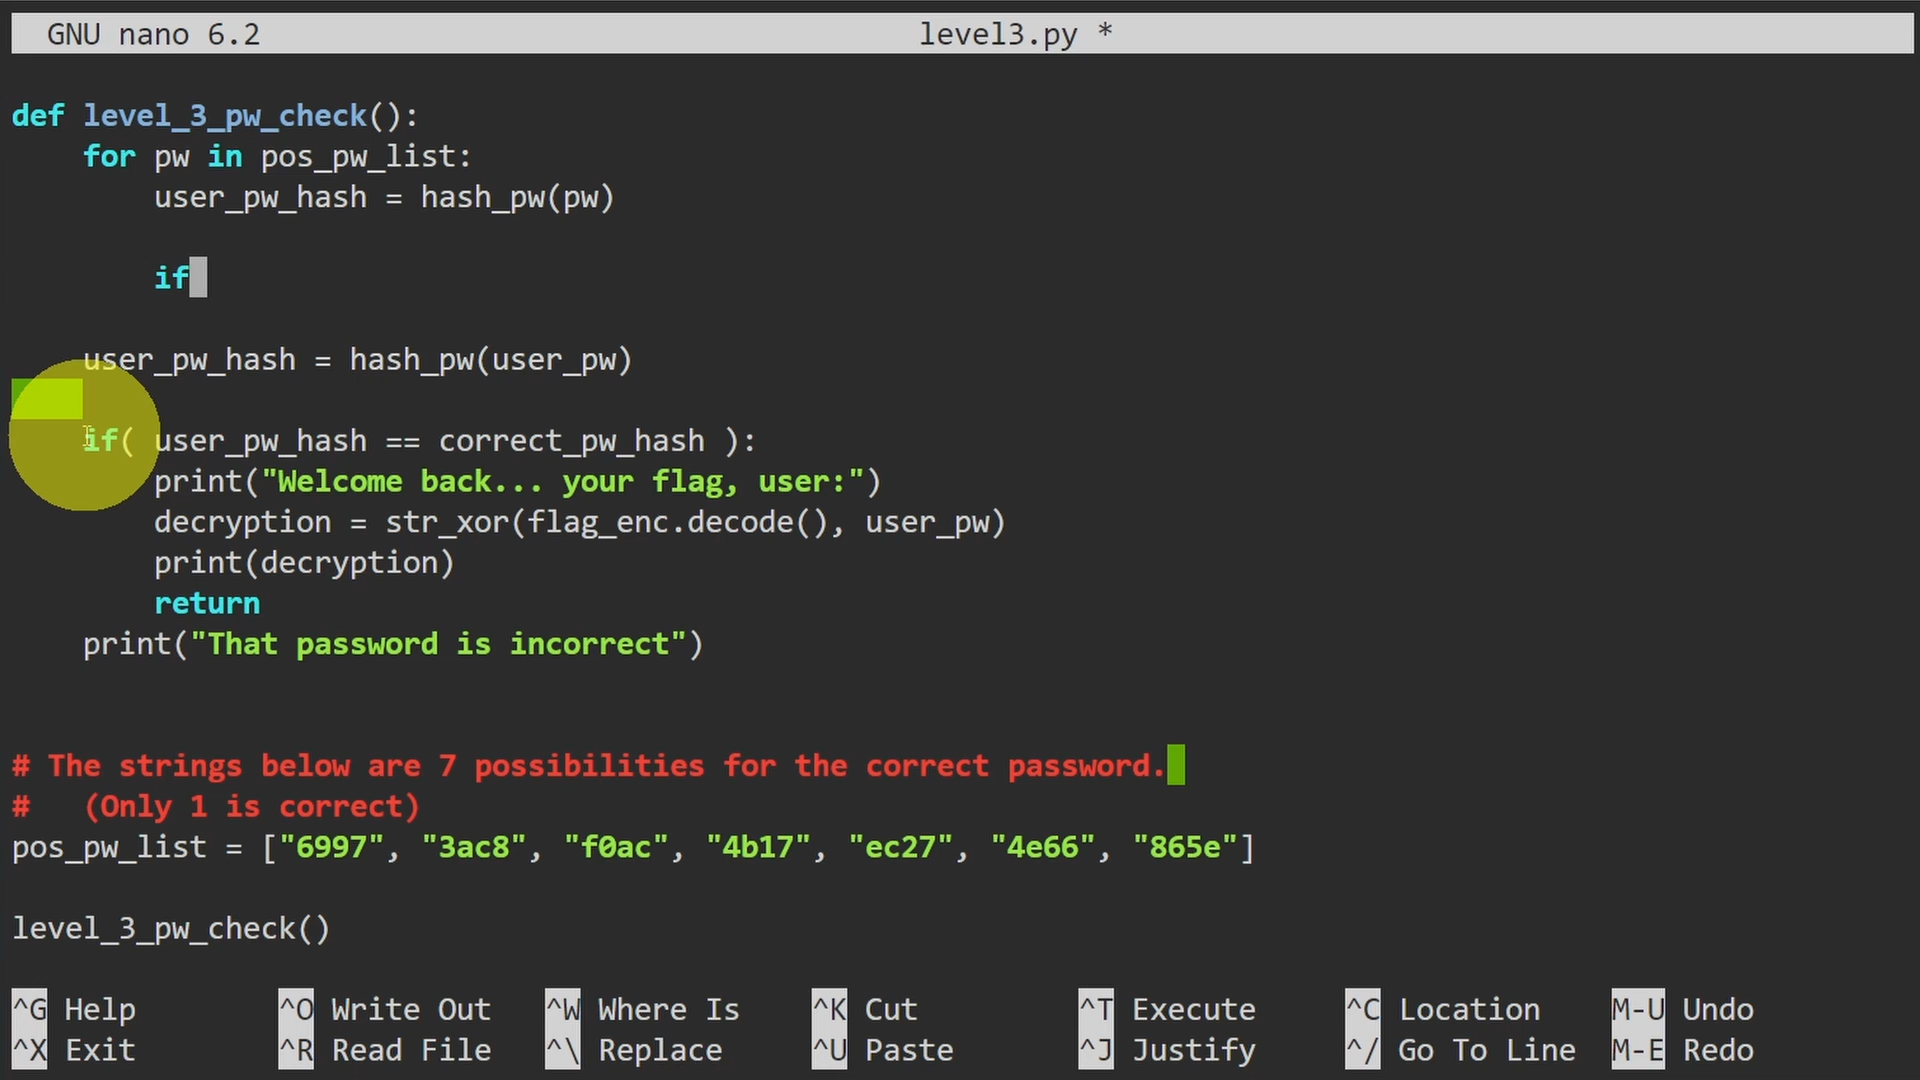 GNU nano 6.2 level3.py *
def level_3_pw_check():
    for pw in pos_pw_list:
        user_pw_hash = hash_pw(pw)
        if
    user_pw_hash = hash_pw(user_pw)
    if( user_pw_hash == correct_pw_hash ):
        print("Welcome back... your flag, user:")
        decryption = str_xor(flag_enc.decode(), user_pw)
        print(decryption)
        return
    print("That password is incorrect")
# The strings below are 7 possibilities for the correct password.
#   (Only 1 is correct)
pos_pw_list = ["6997", "3ac8", "f0ac", "4b17", "ec27", "4e66", "865e"]
level_3_pw_check()
^G Help ^O Write Out ^W Where Is ^K Cut ^T Execute ^C Location M-U Undo
^X Exit ^R Read File ^\ Replace ^U Paste ^J Justify ^/ Go To Line M-E Redo